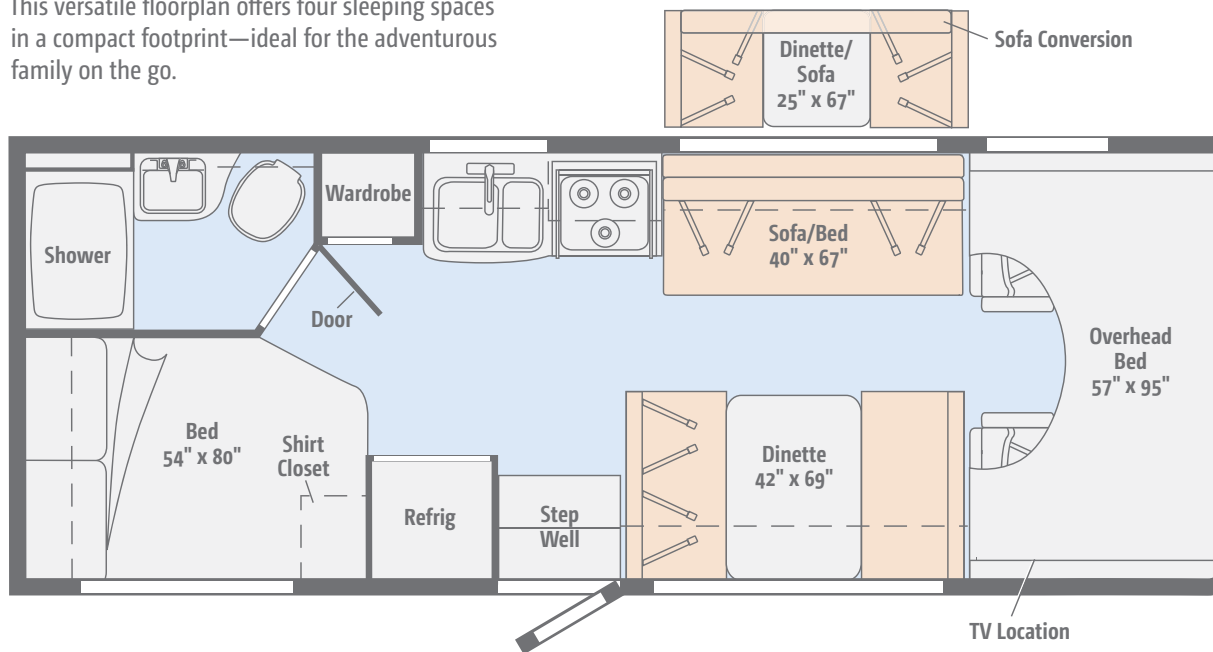 This versatile floorplan offers four sleeping spaces
in a compact footprint—ideal for the adventurous
family on the go.
Dinette/
Sofa
25" x 67"
Sofa Conversion
Wardrobe
Shower
Sofa/Bed
40" x 67"
Door
Overhead
Bed
57" x 95"
Bed
54" x 80"
Shirt
Closet
Dinette
42" x 69"
Refrig
Step
Well
TV Location